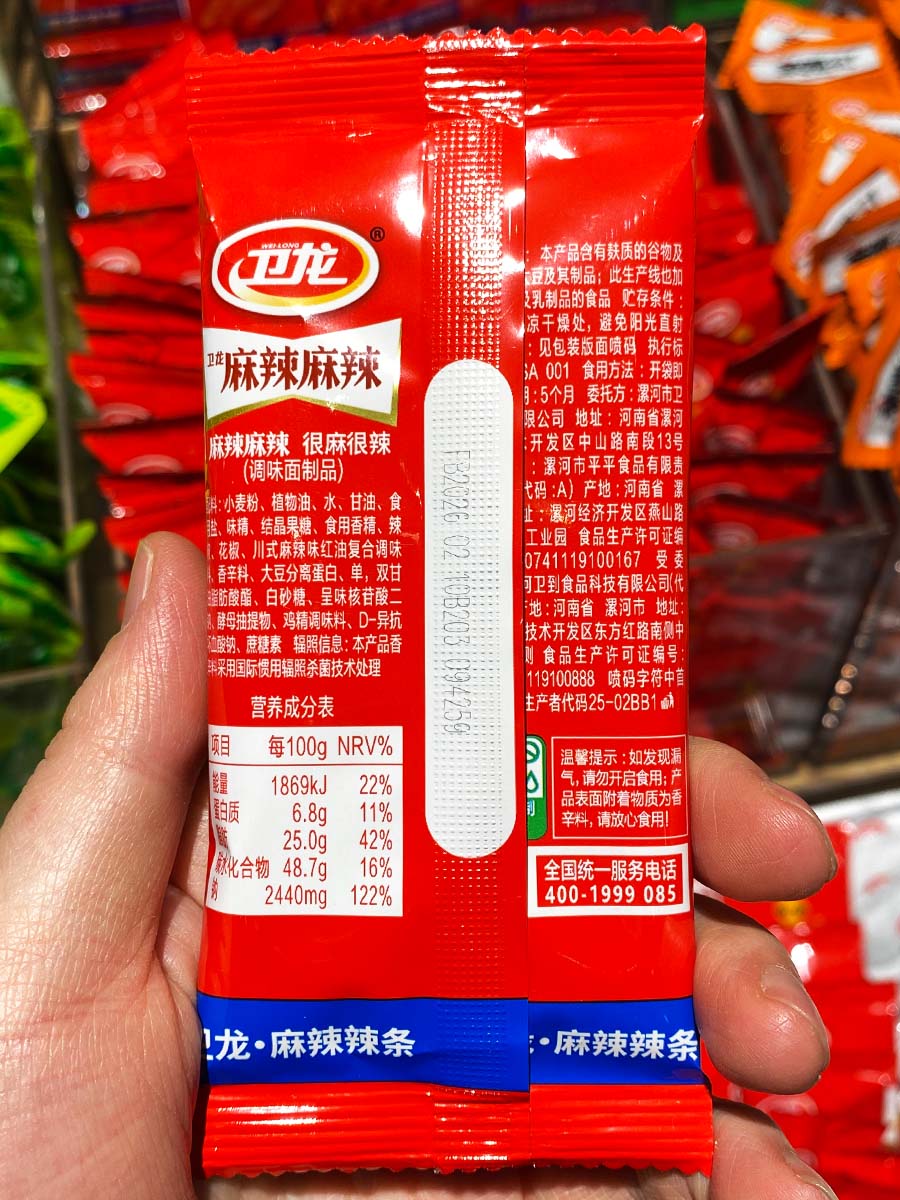 WEI-LONG
卫龙®
卫龙麻辣麻辣
麻辣麻辣 很麻很辣
(调味面制品)
料:小麦粉、植物油、水、甘油、食
盐、味精、结晶果糖、食用香精、辣
、花椒、川式麻辣味红油复合调味
、香辛料、大豆分离蛋白、单,双甘
脂肪酸酯、白砂糖、呈味核苷酸二
、酵母抽提物、鸡精调味料、D-异抗
血酸钠、蔗糖素 辐照信息:本产品香
料采用国际惯用辐照杀菌技术处理
营养成分表
项目 每100g NRV%
能量 1869kJ 22%
蛋白质 6.8g 11%
脂肪 25.0g 42%
水化合物 48.7g 16%
钠 2440mg 122%
FB2026 02 10B203 094259
本产品含有麸质的谷物及
豆及其制品;此生产线也加
及乳制品的食品 贮存条件:
凉干燥处,避免阳光直射
:见包装版面喷码 执行标
SA 001 食用方法:开袋即
:5个月 委托方:漯河市卫
限公司 地址:河南省漯河
开发区中山路南段13号
:漯河市平平食品有限责
代码:A) 产地:河南省 漯
址:漯河经济开发区燕山路
工业园 食品生产许可证编
0741119100167 受委
河卫到食品科技有限公司(代
地:河南省 漯河市 地址:
技术开发区东方红路南侧中
食品生产许可证编号:
119100888 喷码字符中首
生产者代码25-02BB1
制
温馨提示:如发现漏
气,请勿开启食用;产
品表面附着物质为香
辛料,请放心食用!
全国统一服务电话
400-1999 085
龙·麻辣辣条
·麻辣辣条